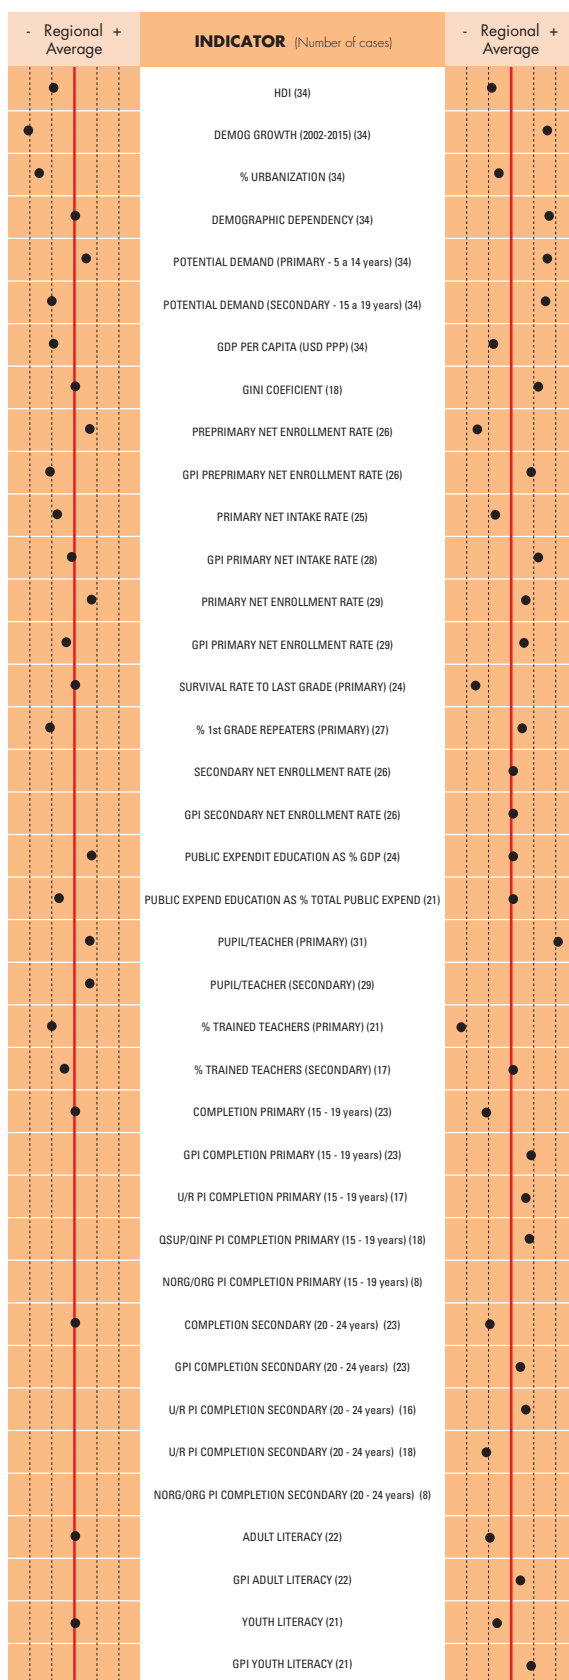 - Regional +
Average
INDICATOR (Number of cases)
- Regional +
Average
HDI (34)
DEMOG GROWTH (2002-2015) (34)
% URBANIZATION (34)
DEMOGRAPHIC DEPENDENCY (34)
POTENTIAL DEMAND (PRIMARY - 5 a 14 years) (34)
POTENTIAL DEMAND (SECONDARY - 15 a 19 years) (34)
GDP PER CAPITA (USD PPP) (34)
GINI COEFICIENT (18)
PREPRIMARY NET ENROLLMENT RATE (26)
GPI PREPRIMARY NET ENROLLMENT RATE (26)
PRIMARY NET INTAKE RATE (25)
GPI PRIMARY NET INTAKE RATE (28)
PRIMARY NET ENROLLMENT RATE (29)
GPI PRIMARY NET ENROLLMENT RATE (29)
SURVIVAL RATE TO LAST GRADE (PRIMARY) (24)
% 1st GRADE REPEATERS (PRIMARY) (27)
SECONDARY NET ENROLLMENT RATE (26)
GPI SECONDARY NET ENROLLMENT RATE (26)
PUBLIC EXPENDIT EDUCATION AS % GDP (24)
PUBLIC EXPEND EDUCATION AS % TOTAL PUBLIC EXPEND (21)
PUPIL/TEACHER (PRIMARY) (31)
PUPIL/TEACHER (SECONDARY) (29)
% TRAINED TEACHERS (PRIMARY) (21)
% TRAINED TEACHERS (SECONDARY) (17)
COMPLETION PRIMARY (15 - 19 years) (23)
GPI COMPLETION PRIMARY (15 - 19 years) (23)
U/R PI COMPLETION PRIMARY (15 - 19 years) (17)
QSUP/QINF PI COMPLETION PRIMARY (15 - 19 years) (18)
NORG/ORG PI COMPLETION PRIMARY (15 - 19 years) (8)
COMPLETION SECONDARY (20 - 24 years) (23)
GPI COMPLETION SECONDARY (20 - 24 years) (23)
U/R PI COMPLETION SECONDARY (20 - 24 years) (16)
U/R PI COMPLETION SECONDARY (20 - 24 years) (18)
NORG/ORG PI COMPLETION SECONDARY (20 - 24 years) (8)
ADULT LITERACY (22)
GPI ADULT LITERACY (22)
YOUTH LITERACY (21)
GPI YOUTH LITERACY (21)